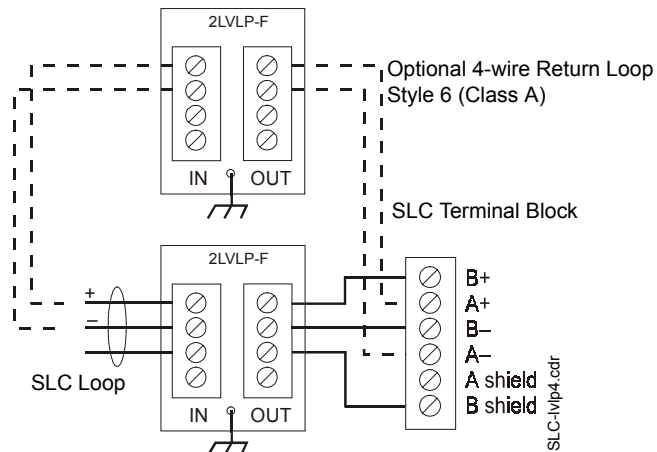 2LVLP-F
Optional 4-wire Return Loop
Style 6 (Class A)
IN
OUT
SLC Terminal Block
2LVLP-F
+
–
SLC Loop
IN
OUT
B+
A+
B–
A–
A shield
B shield
SLC-lvlp4.cdr